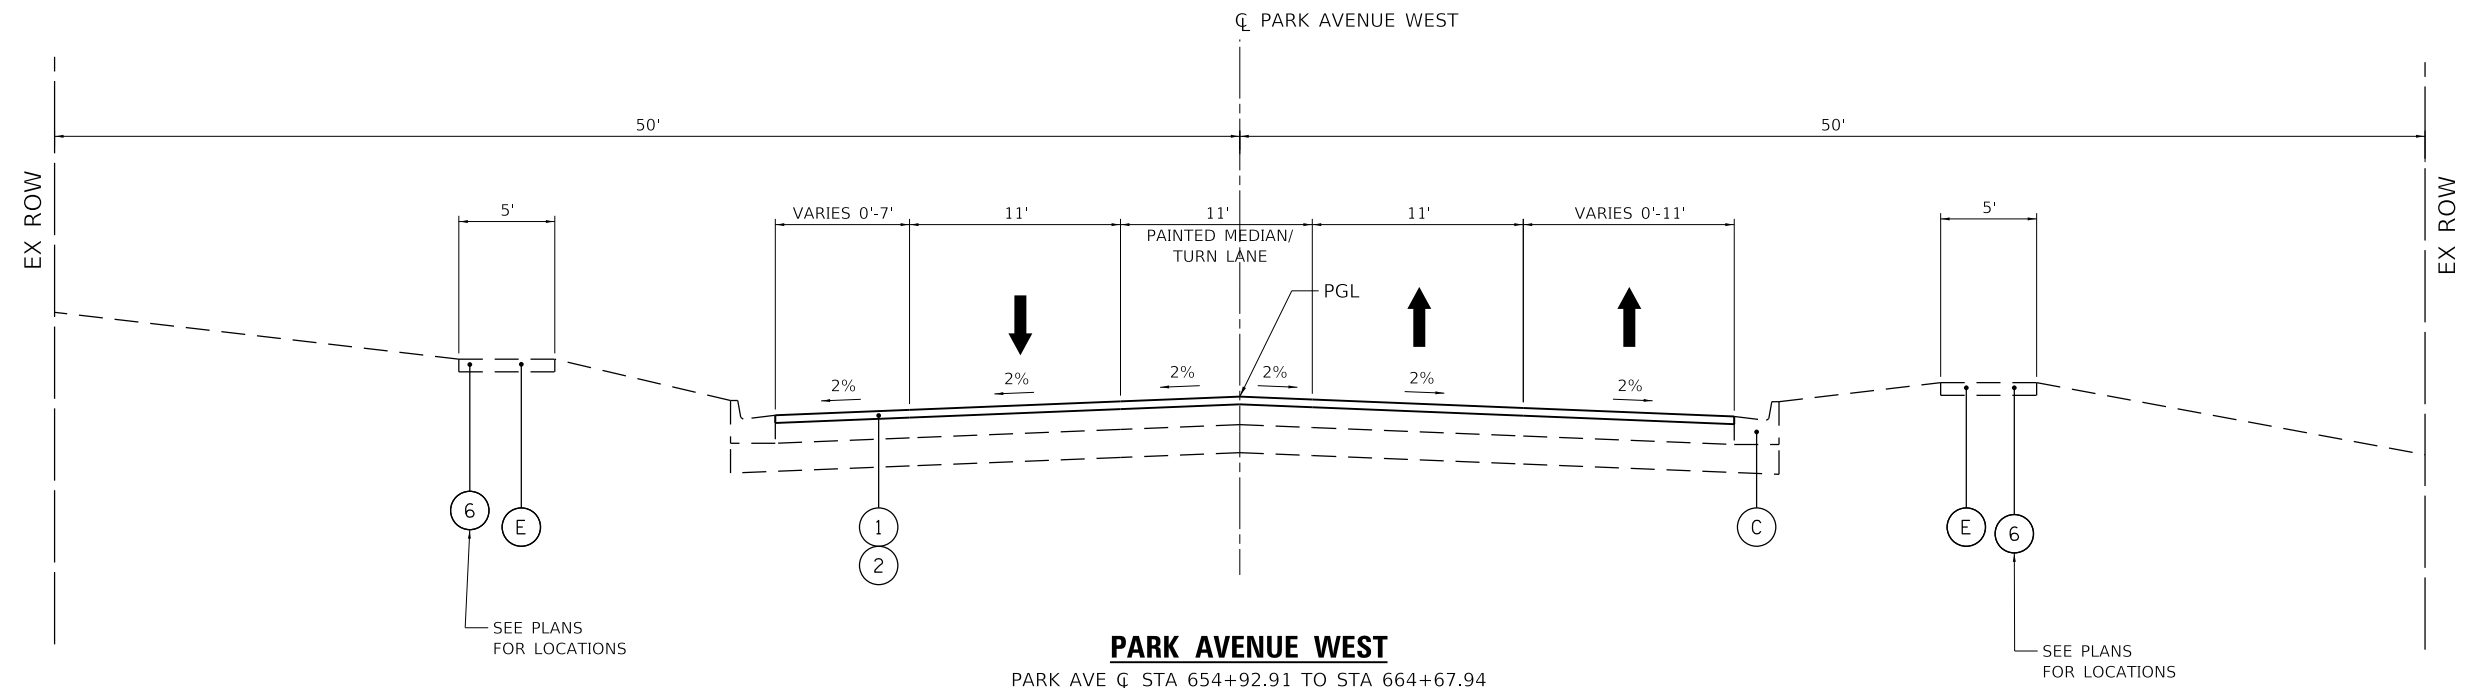 ℄ PARK AVENUE WEST
50'
50'
EX ROW
EX ROW
5'
VARIES 0'-7'
11'
11'
11'
VARIES 0'-11'
5'
PAINTED MEDIAN/
TURN LANE
PGL
2%
2%
2%
2%
2%
2%
6
E
1
2
C
E
6
SEE PLANS
FOR LOCATIONS
SEE PLANS
FOR LOCATIONS
PARK AVENUE WEST
PARK AVE ℄ STA 654+92.91 TO STA 664+67.94